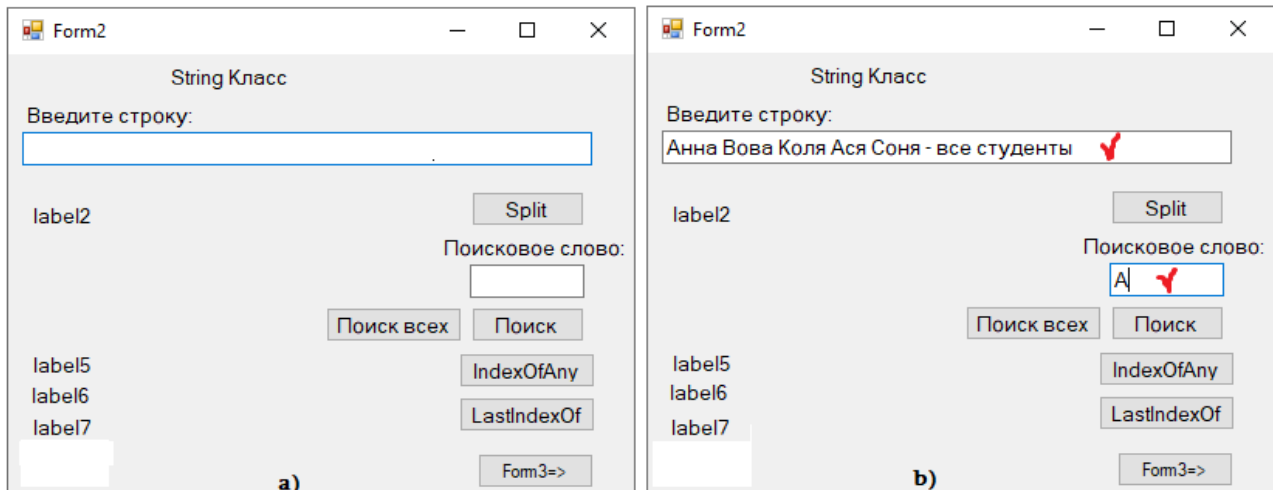 Form2
String Класс
Введите строку:
.
label2
Split
Поисковое слово:
Поиск всех
Поиск
label5
IndexOfAny
label6
LastIndexOf
label7
Form3=>
a)
Form2
String Класс
Введите строку:
Анна Вова Коля Ася Соня - все студенты
label2
Split
Поисковое слово:
А
Поиск всех
Поиск
label5
IndexOfAny
label6
LastIndexOf
label7
Form3=>
b)